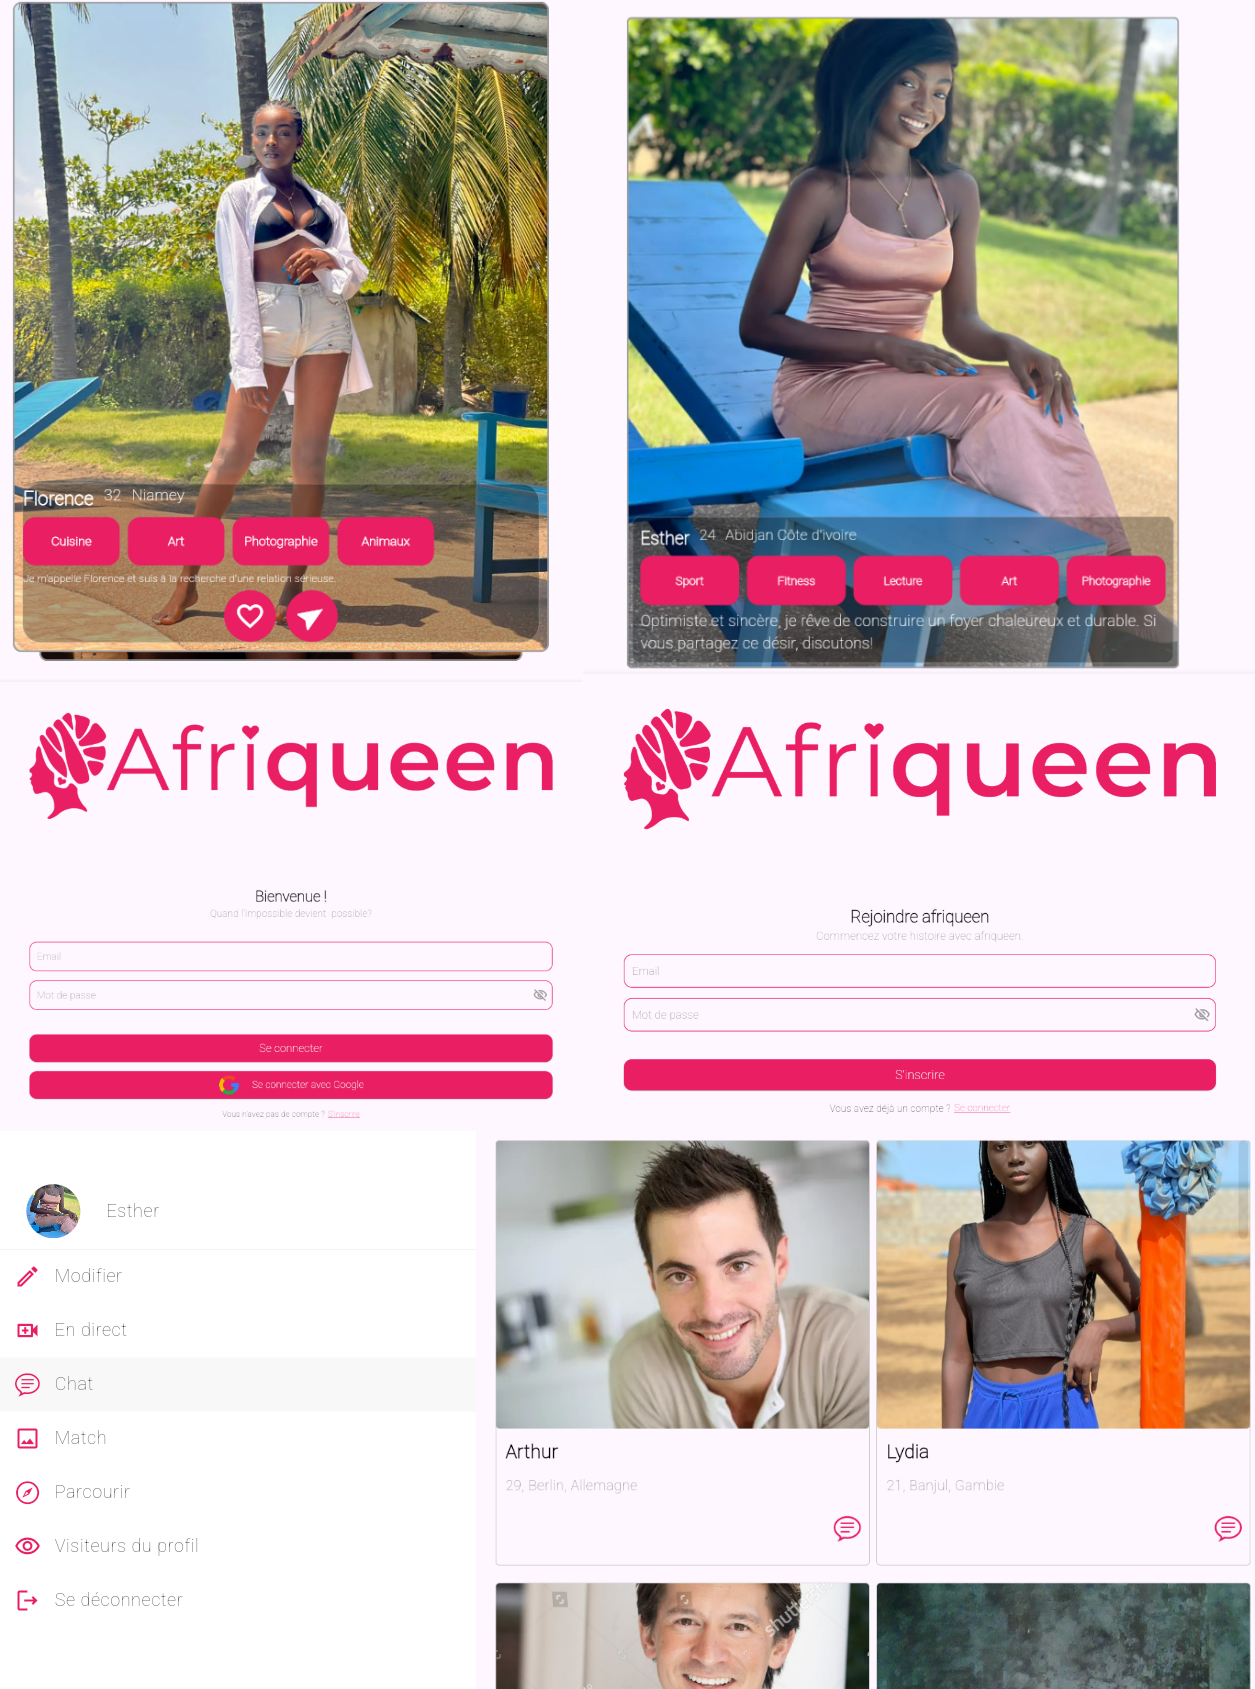 Florence 32 Niamey
Cuisine Art Photographie Animaux
Je m'appelle Florence et suis à la recherche d'une relation sérieuse.
Esther 24 Abidjan Côte d'ivoire
Sport Fitness Lecture Art Photographie
Optimiste et sincère, je rêve de construire un foyer chaleureux et durable. Si
vous partagez ce désir, discutons!
Afriqueen
Bienvenue !
Quand l'impossible devient possible?
Email
Mot de passe
Se connecter
Se connecter avec Google
Vous n'avez pas de compte ? S'inscrire
Afriqueen
Rejoindre afriqueen
Commencez votre histoire avec afriqueen.
Email
Mot de passe
S'inscrire
Vous avez déjà un compte ? Se connecter
Esther
Modifier
En direct
Chat
Match
Parcourir
Visiteurs du profil
Se déconnecter
Arthur
29, Berlin, Allemagne
Lydia
21, Banjul, Gambie